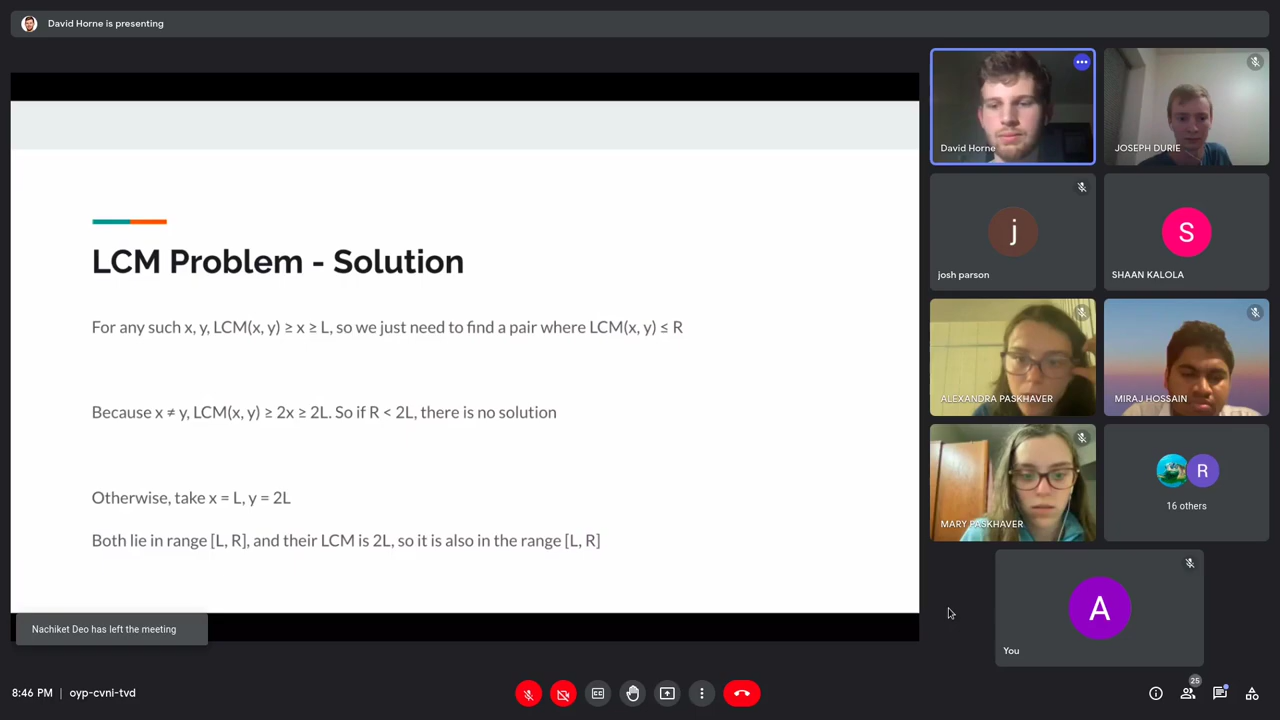 David Horne is presenting
LCM Problem - Solution
For any such x, y, LCM(x, y) ≥ x ≥ L, so we just need to find a pair where LCM(x, y) ≤ R
Because x ≠ y, LCM(x, y) ≥ 2x ≥ 2L. So if R < 2L, there is no solution
Otherwise, take x = L, y = 2L
Both lie in range [L, R], and their LCM is 2L, so it is also in the range [L, R]
Nachiket Deo has left the meeting
David Horne
JOSEPH DURIE
j
josh parson
S
SHAAN KALOLA
ALEXANDRA PASKHAVER
MIRAJ HOSSAIN
MARY PASKHAVER
R
16 others
A
You
8:46 PM | oyp-cvni-tvd
CC
25